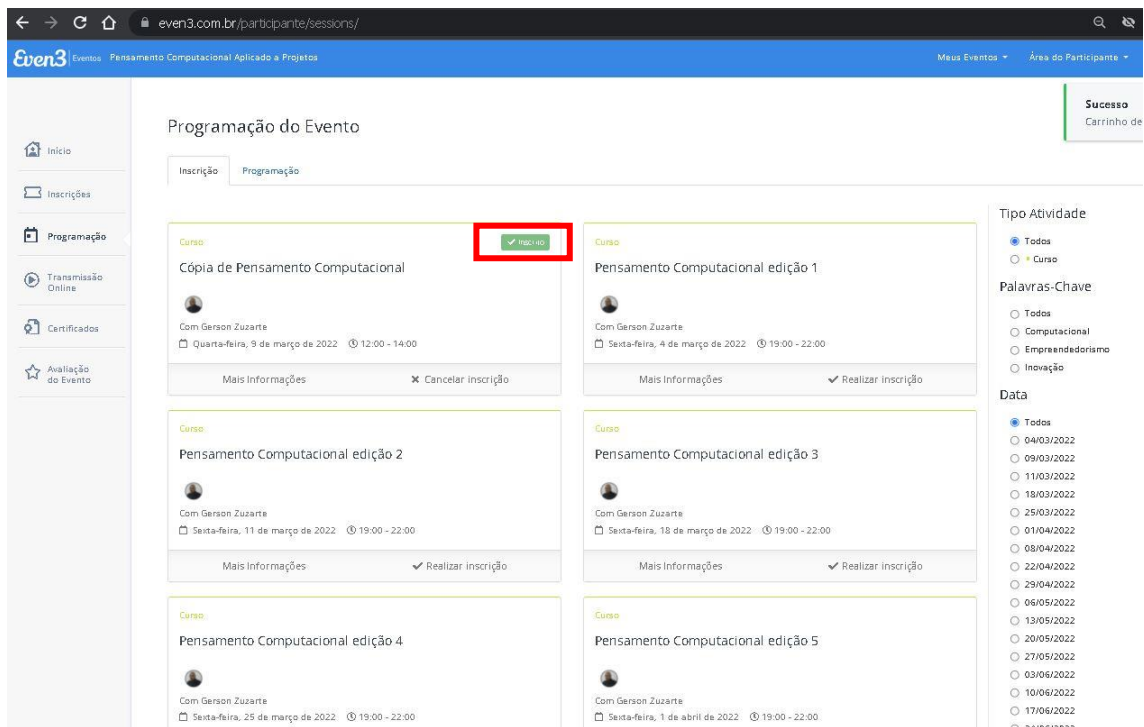 even3.com.br/participante/sessions/
Even3 Eventos Pensamento Computacional Aplicado a Projetos
Meus Eventos
Área do Participante
Sucesso
Carrinho de
Início
Inscrições
Programação
Transmissão
Online
Certificados
Avaliação
do Evento
Programação do Evento
Inscrição
Programação
Curso
Inscrito
Cópia de Pensamento Computacional
Com Gerson Zuzarte
Quarta-feira, 9 de março de 2022 12:00 - 14:00
Mais Informações
Cancelar inscrição
Curso
Pensamento Computacional edição 1
Com Gerson Zuzarte
Sexta-feira, 4 de março de 2022 19:00 - 22:00
Mais Informações
Realizar inscrição
Curso
Pensamento Computacional edição 2
Com Gerson Zuzarte
Sexta-feira, 11 de março de 2022 19:00 - 22:00
Mais Informações
Realizar inscrição
Curso
Pensamento Computacional edição 3
Com Gerson Zuzarte
Sexta-feira, 18 de março de 2022 19:00 - 22:00
Mais Informações
Realizar inscrição
Curso
Pensamento Computacional edição 4
Com Gerson Zuzarte
Sexta-feira, 25 de março de 2022 19:00 - 22:00
Curso
Pensamento Computacional edição 5
Com Gerson Zuzarte
Sexta-feira, 1 de abril de 2022 19:00 - 22:00
Tipo Atividade
Todos
Curso
Palavras-Chave
Todos
Computacional
Empreendedorismo
Inovação
Data
Todos
04/03/2022
09/03/2022
11/03/2022
18/03/2022
25/03/2022
01/04/2022
08/04/2022
22/04/2022
29/04/2022
06/05/2022
13/05/2022
20/05/2022
27/05/2022
03/06/2022
10/06/2022
17/06/2022